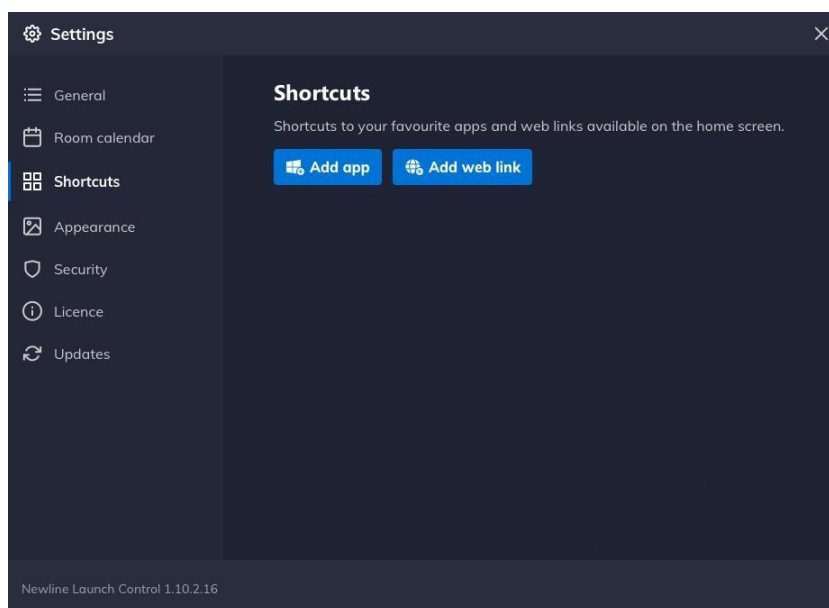 Settings
General
Room calendar
Shortcuts
Appearance
Security
Licence
Updates
Shortcuts
Shortcuts to your favourite apps and web links available on the home screen.
Add app
Add web link
Newline Launch Control 1.10.2.16